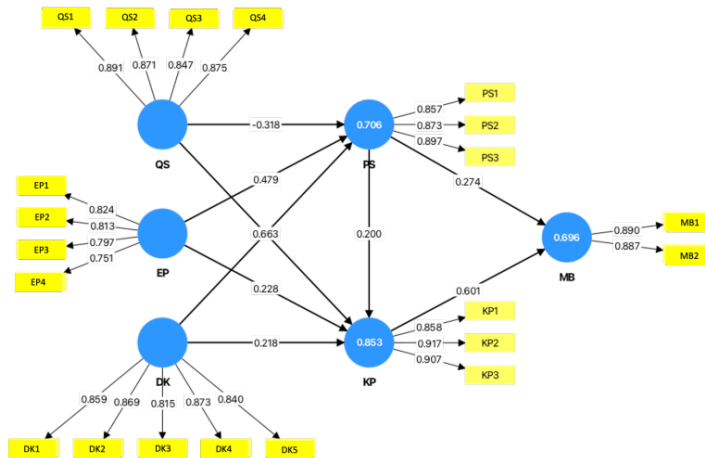 QS1
QS2
QS3
QS4
0.891
0.871
0.847
0.875
QS
-0.318
0.706
PS
0.857
0.873
0.897
PS1
PS2
PS3
EP1
EP2
EP3
EP4
0.824
0.813
0.797
0.751
EP
0.479
0.663
0.228
0.200
0.274
0.601
0.696
MB
0.890
0.887
MB1
MB2
DK
0.218
0.853
KP
0.858
0.917
0.907
KP1
KP2
KP3
0.859
0.869
0.815
0.873
0.840
DK1
DK2
DK3
DK4
DK5